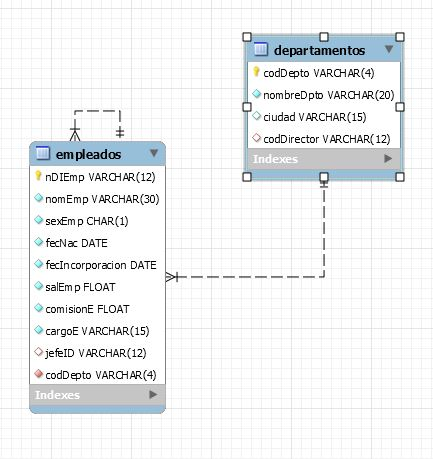 departamentos
codDepto VARCHAR(4)
nombreDpto VARCHAR(20)
ciudad VARCHAR(15)
codDirector VARCHAR(12)
Indexes
empleados
nDIEmp VARCHAR(12)
nomEmp VARCHAR(30)
sexEmp CHAR(1)
fecNac DATE
fecIncorporacion DATE
salEmp FLOAT
comisionE FLOAT
cargoE VARCHAR(15)
jefeID VARCHAR(12)
codDepto VARCHAR(4)
Indexes